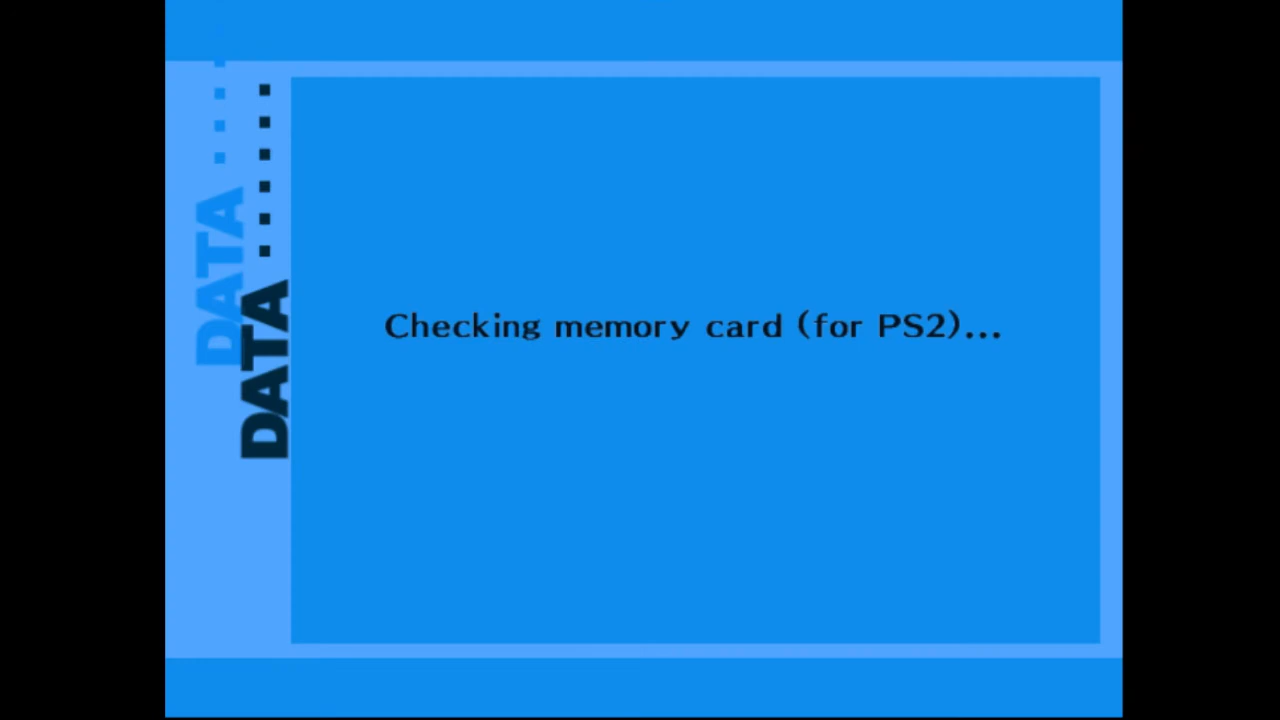 DATA ......
DATA ......
Checking memory card (for PS2)...